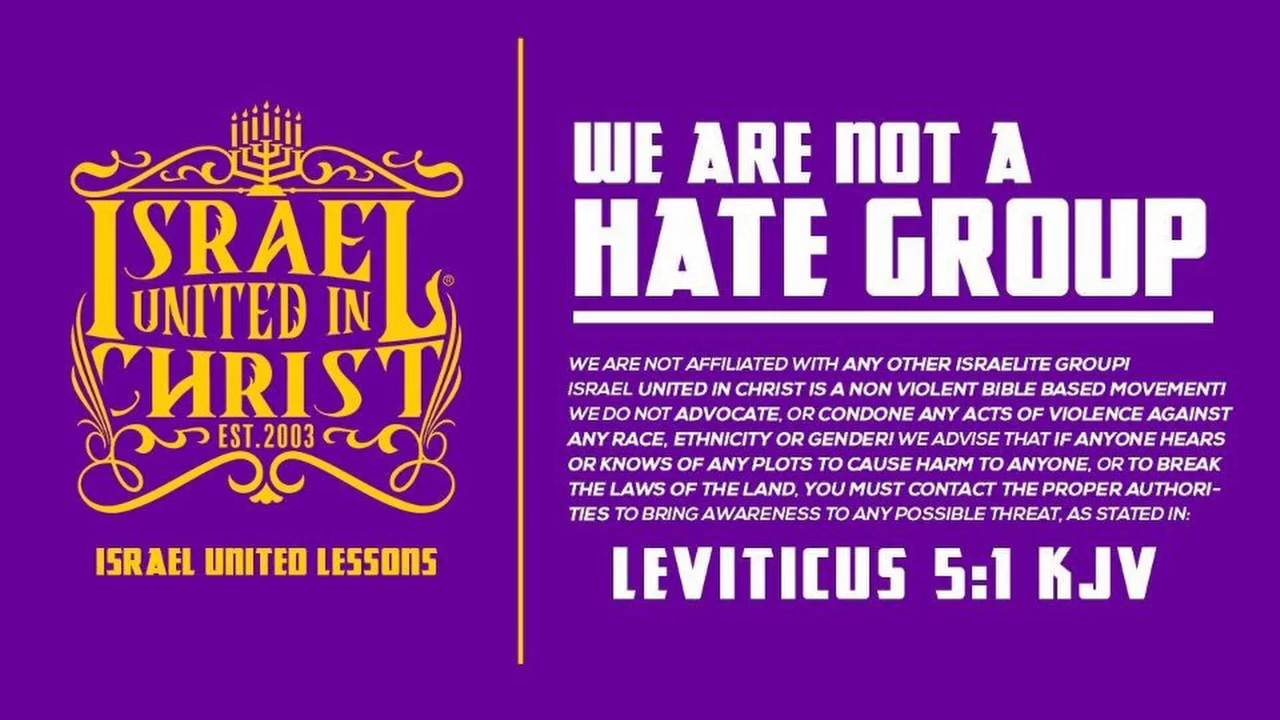 ISRAEL
UNITED IN
CHRIST
®
EST. 2003
ISRAEL UNITED LESSONS
WE ARE NOT A
HATE GROUP
WE ARE NOT AFFILIATED WITH ANY OTHER ISRAELITE GROUP!
ISRAEL UNITED IN CHRIST IS A NON VIOLENT BIBLE BASED MOVEMENT!
WE DO NOT ADVOCATE, OR CONDONE ANY ACTS OF VIOLENCE AGAINST
ANY RACE, ETHNICITY OR GENDER! WE ADVISE THAT IF ANYONE HEARS
OR KNOWS OF ANY PLOTS TO CAUSE HARM TO ANYONE, OR TO BREAK
THE LAWS OF THE LAND, YOU MUST CONTACT THE PROPER AUTHORI-
TIES TO BRING AWARENESS TO ANY POSSIBLE THREAT, AS STATED IN:
LEVITICUS 5:1 KJV